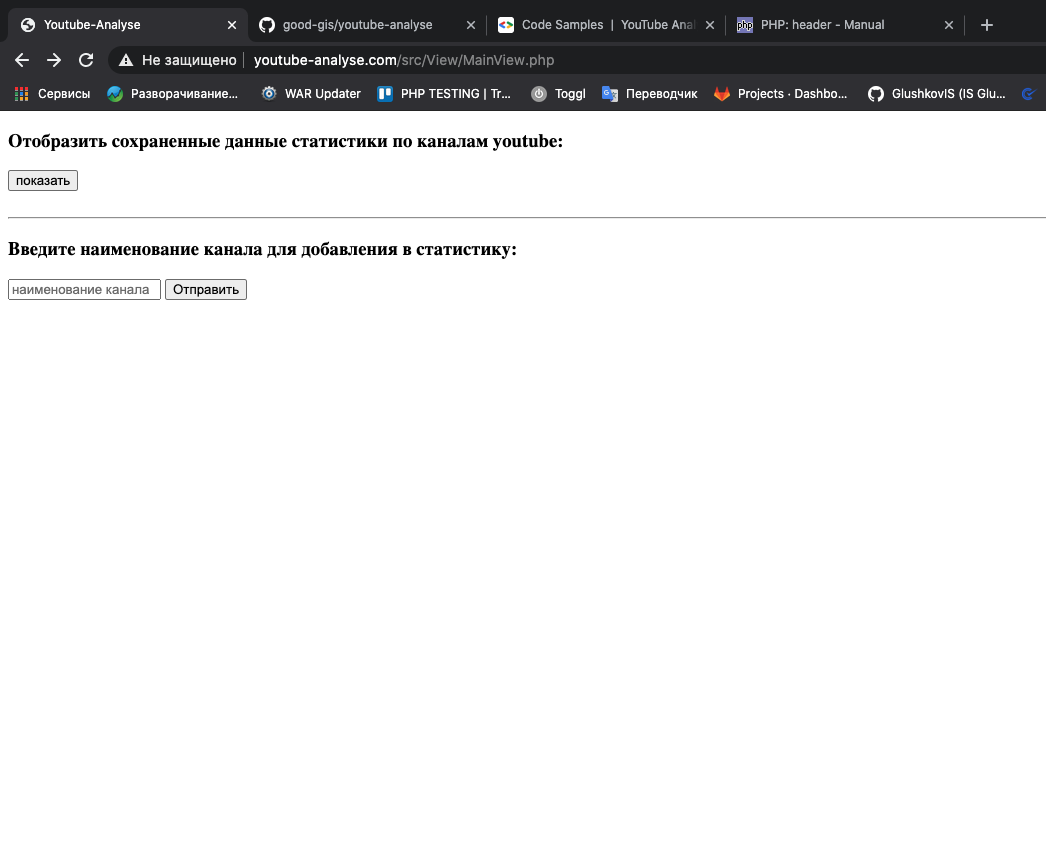 Youtube-Analyse
good-gis/youtube-analyse
Code Samples | YouTube Anal
PHP: header - Manual
Не защищено youtube-analyse.com/src/View/MainView.php
Сервисы Разворачивание... WAR Updater PHP TESTING | Tr... Toggl Переводчик Projects · Dashbo... GlushkovIS (IS Glu...
Отобразить сохраненные данные статистики по каналам youtube:
показать
Введите наименование канала для добавления в статистику:
наименование канала Отправить